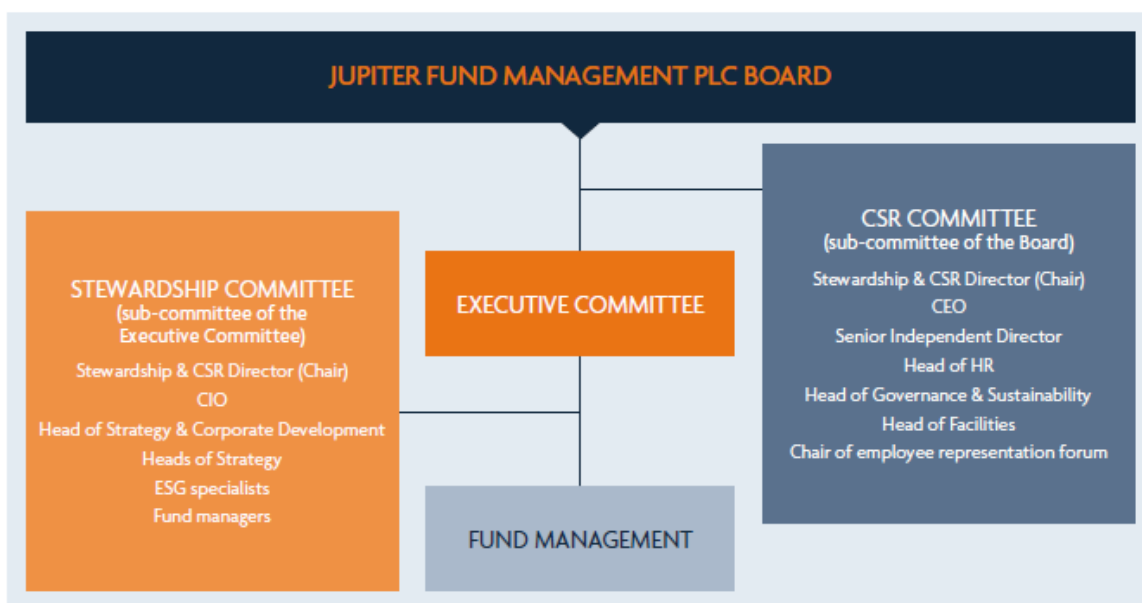 JUPITER FUND MANAGEMENT PLC BOARD
STEWARDSHIP COMMITTEE
(sub-committee of the
Executive Committee)
Stewardship & CSR Director (Chair)
CIO
Head of Strategy & Corporate Development
Heads of Strategy
ESG specialists
Fund managers
EXECUTIVE COMMITTEE
FUND MANAGEMENT
CSR COMMITTEE
(sub-committee of the Board)
Stewardship & CSR Director (Chair)
CEO
Senior Independent Director
Head of HR
Head of Governance & Sustainability
Head of Facilities
Chair of employee representation forum